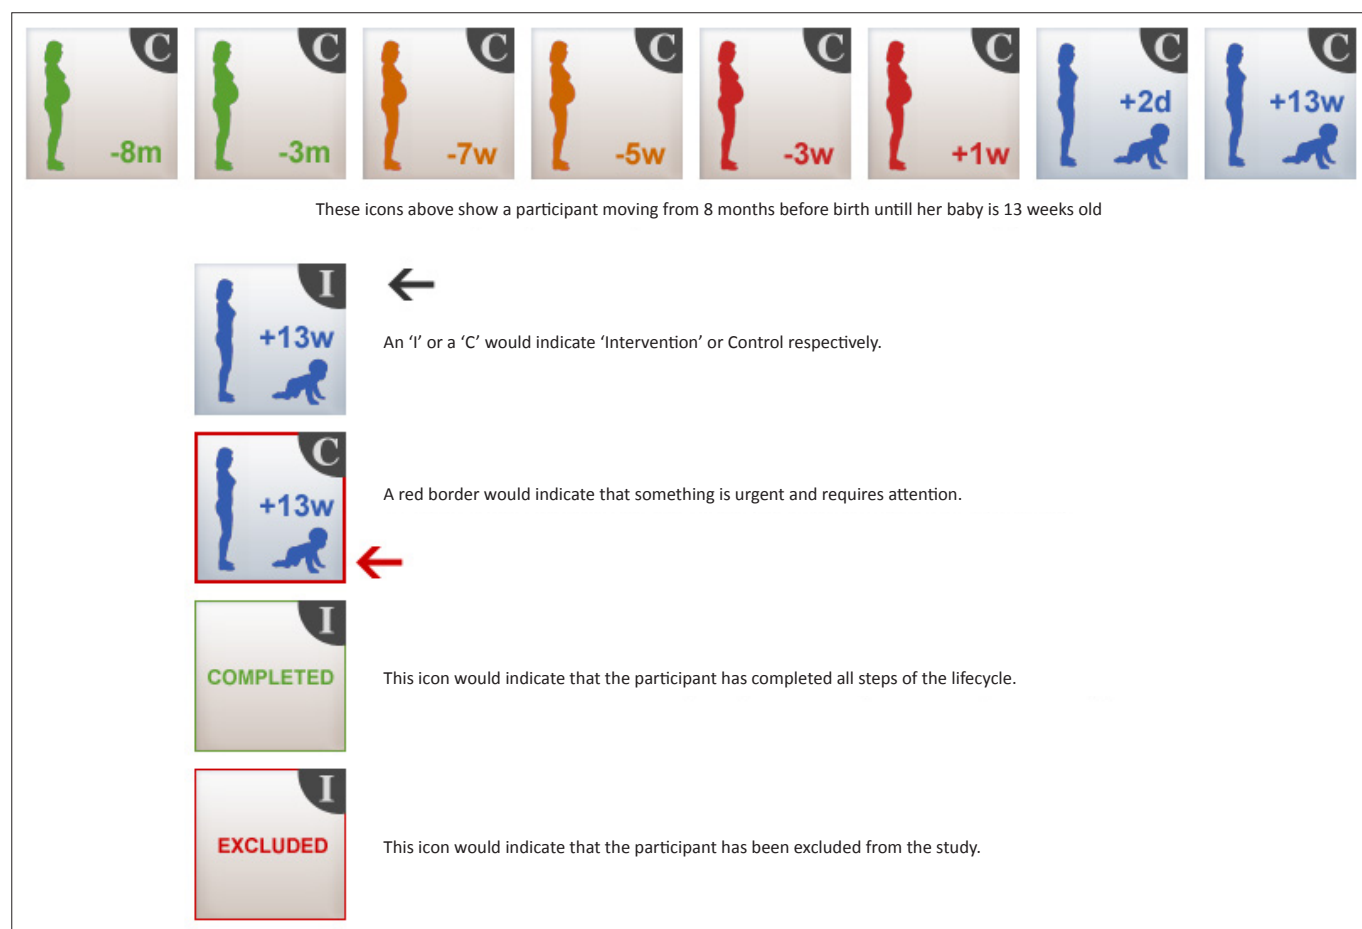 C C C C C C C C
-8m -3m -7w -5w -3w +1w +2d +13w
These icons above show a participant moving from 8 months before birth untill her baby is 13 weeks old
I
+13w
An ‘I’ or a ‘C’ would indicate ‘Intervention’ or Control respectively.
C
+13w
A red border would indicate that something is urgent and requires attention.
I
COMPLETED
This icon would indicate that the participant has completed all steps of the lifecycle.
I
EXCLUDED
This icon would indicate that the participant has been excluded from the study.